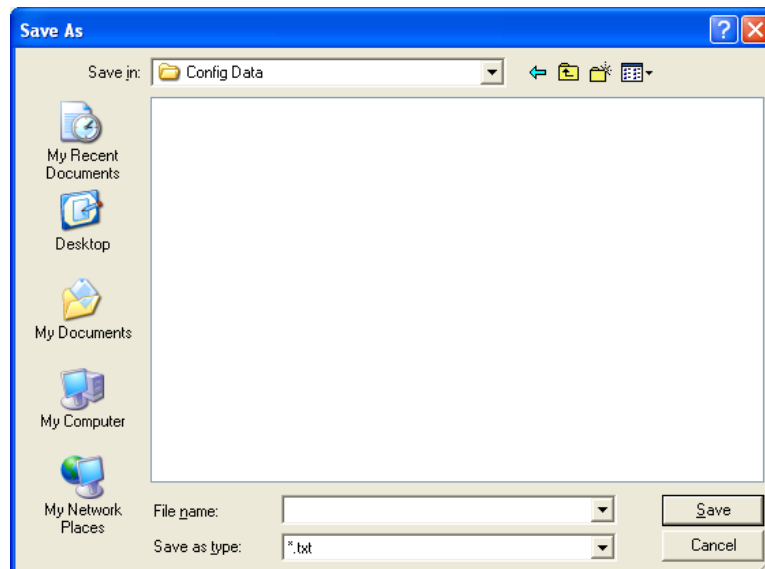 Save As
Save in:
Config Data
My Recent
Documents
Desktop
My Documents
My Computer
My Network
Places
File name:
Save
Save as type:
*.txt
Cancel